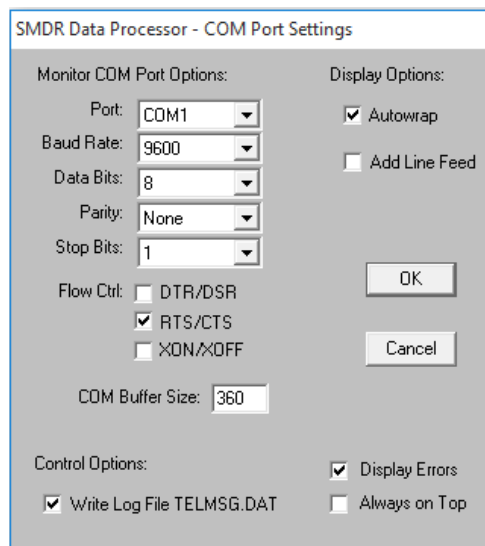 SMDR Data Processor - COM Port Settings
Monitor COM Port Options:
Display Options:
Port: COM1
Autowrap
Baud Rate: 9600
Add Line Feed
Data Bits: 8
Parity: None
Stop Bits: 1
Flow Ctrl: DTR/DSR
OK
RTS/CTS
XON/XOFF
Cancel
COM Buffer Size: 360
Control Options:
Display Errors
Write Log File TELMSG.DAT
Always on Top